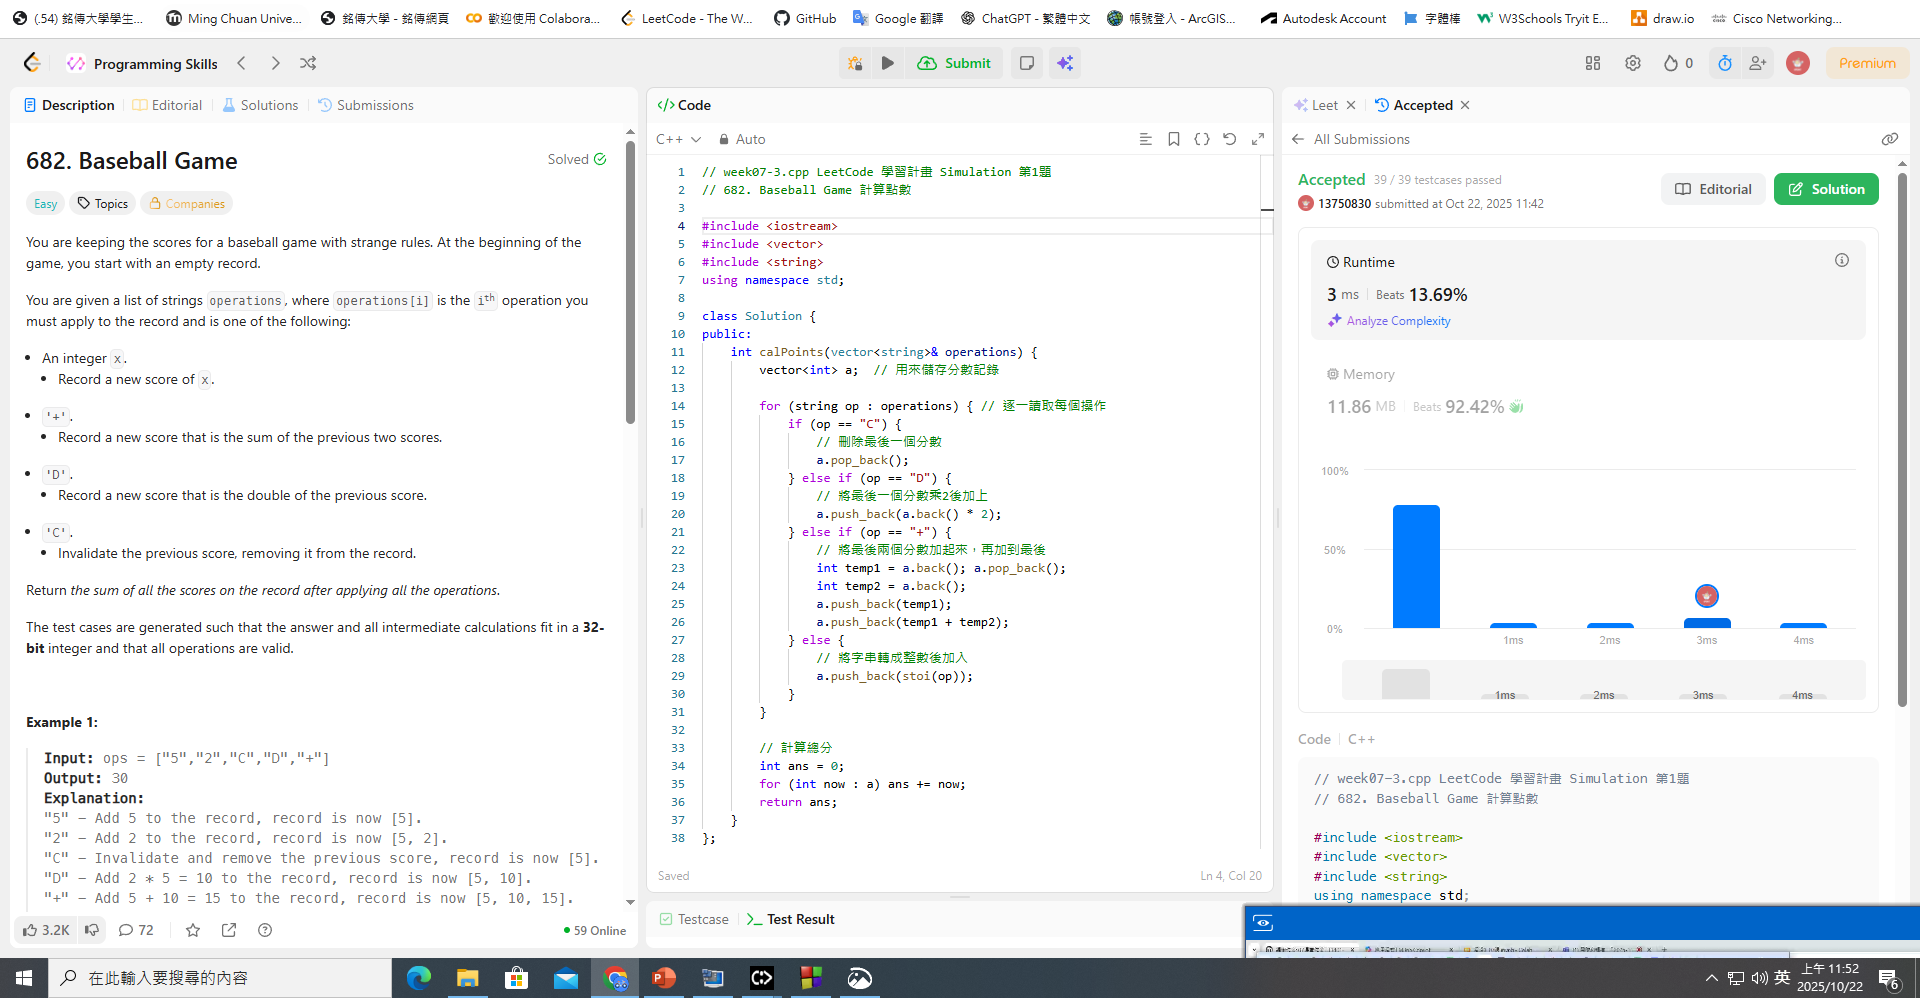 (.54) 銘傳大學學生... Ming Chuan Unive... 銘傳大學 - 銘傳網頁 歡迎使用 Colabora... LeetCode - The W... GitHub Google 翻譯 ChatGPT - 繁體中文 帳號登入 - ArcGIS... Autodesk Account 字體棒 W3Schools Tryit E... draw.io Cisco Networking...
Programming Skills Submit 0 Premium
Description Editorial Solutions Submissions
682. Baseball Game
Solved
Easy Topics Companies
You are keeping the scores for a baseball game with strange rules. At the beginning of the
game, you start with an empty record.
You are given a list of strings operations, where operations[i] is the ith operation you
must apply to the record and is one of the following:
An integer x.
Record a new score of x.
'+'.
Record a new score that is the sum of the previous two scores.
'D'.
Record a new score that is the double of the previous score.
'C'.
Invalidate the previous score, removing it from the record.
Return the sum of all the scores on the record after applying all the operations.
The test cases are generated such that the answer and all intermediate calculations fit in a 32-
bit integer and that all operations are valid.
Example 1:
Input: ops = ["5","2","C","D","+"]
Output: 30
Explanation:
"5" - Add 5 to the record, record is now [5].
"2" - Add 2 to the record, record is now [5, 2].
"C" - Invalidate and remove the previous score, record is now [5].
"D" - Add 2 * 5 = 10 to the record, record is now [5, 10].
"+" - Add 5 + 10 = 15 to the record, record is now [5, 10, 15].
3.2K 72 59 Online
Code
C++ Auto
1 // week07-3.cpp LeetCode 學習計畫 Simulation 第1題
2 // 682. Baseball Game 計算點數
3
4 #include <iostream>
5 #include <vector>
6 #include <string>
7 using namespace std;
8
9 class Solution {
10 public:
11 int calPoints(vector<string>& operations) {
12 vector<int> a; // 用來儲存分數記錄
13
14 for (string op : operations) { // 逐一讀取每個操作
15 if (op == "C") {
16 // 刪除最後一個分數
17 a.pop_back();
18 } else if (op == "D") {
19 // 將最後一個分數乘2後加上
20 a.push_back(a.back() * 2);
21 } else if (op == "+") {
22 // 將最後兩個分數加起來，再加到最後
23 int temp1 = a.back(); a.pop_back();
24 int temp2 = a.back();
25 a.push_back(temp1);
26 a.push_back(temp1 + temp2);
27 } else {
28 // 將字串轉成整數後加入
29 a.push_back(stoi(op));
30 }
31 }
32
33 // 計算總分
34 int ans = 0;
35 for (int now : a) ans += now;
36 return ans;
37 }
38 };
Saved Ln 4, Col 20
Testcase Test Result
Leet Accepted
All Submissions
Accepted 39 / 39 testcases passed
13750830 submitted at Oct 22, 2025 11:42
Editorial Solution
Runtime
3 ms Beats 13.69%
Analyze Complexity
Memory
11.86 MB Beats 92.42%
100%
50%
0%
1ms 2ms 3ms 4ms
1ms 2ms 3ms 4ms
Code C++
// week07-3.cpp LeetCode 學習計畫 Simulation 第1題
// 682. Baseball Game 計算點數
#include <iostream>
#include <vector>
#include <string>
using namespace std;
在此輸入要搜尋的內容
英 上午 11:52
2025/10/22
6